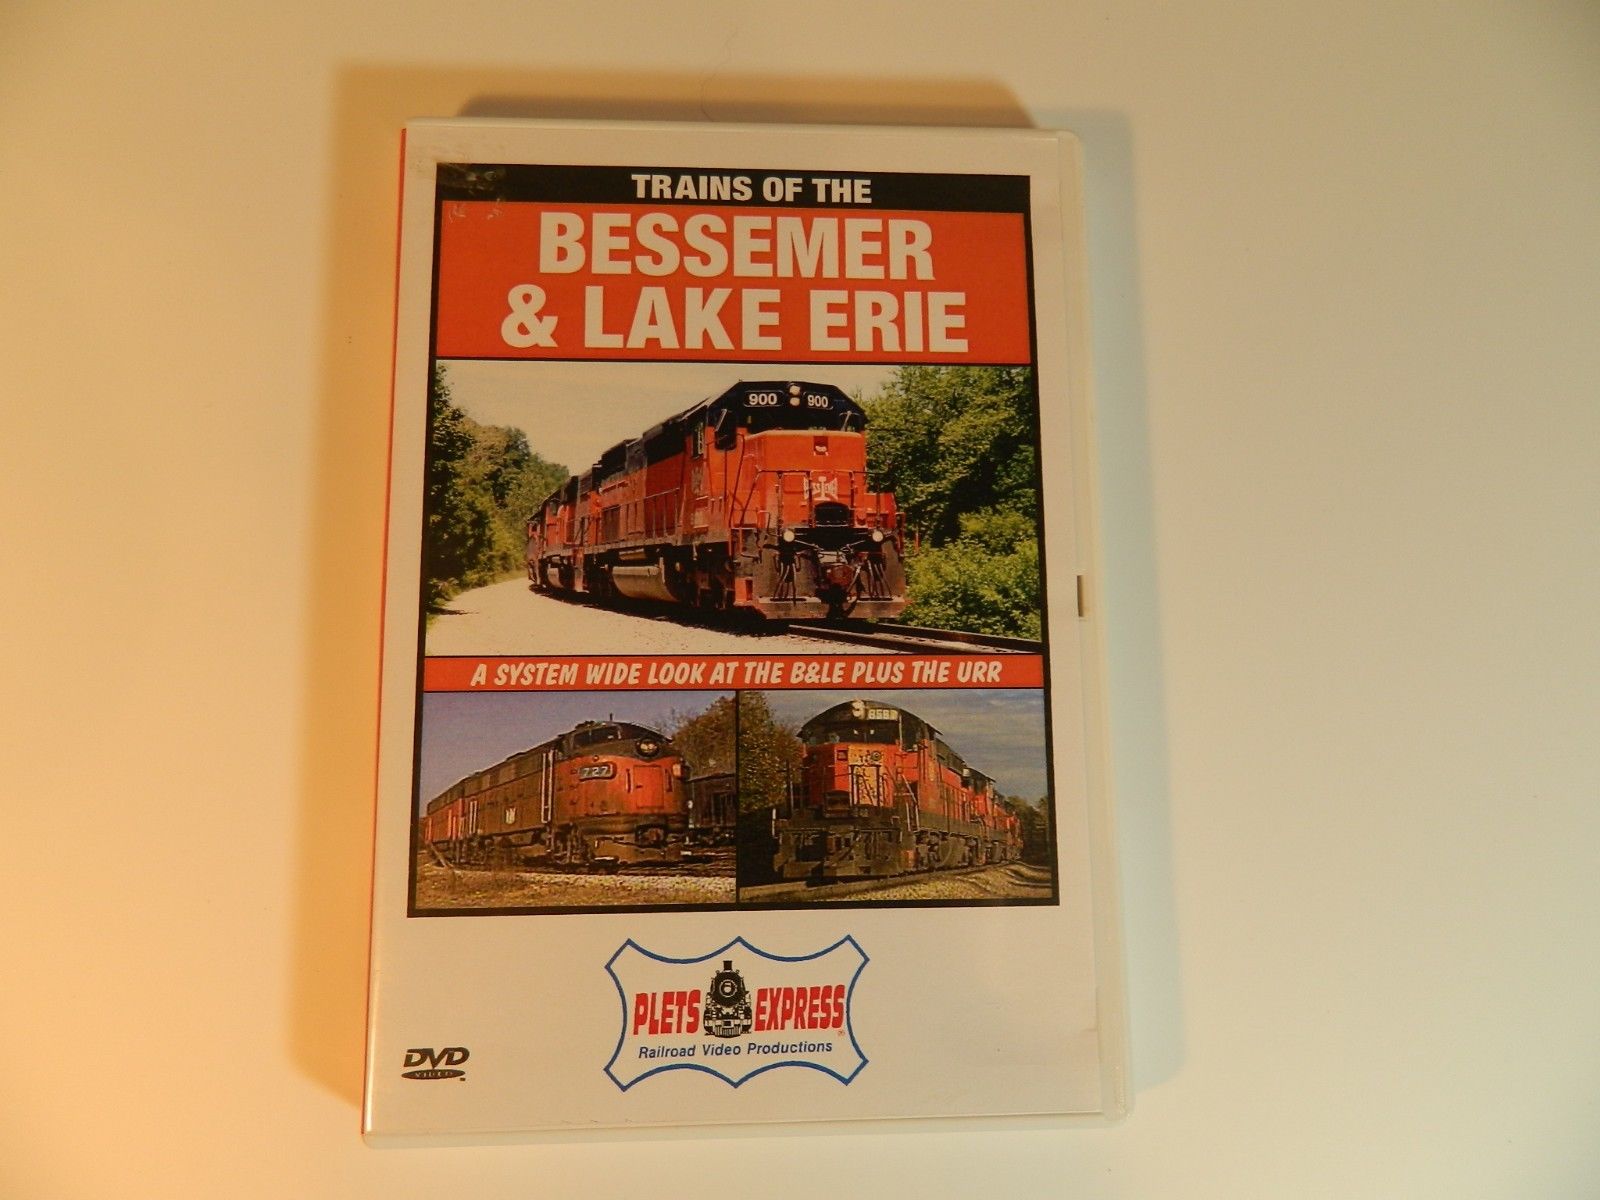 TRAINS OF THE
BESSEMER
& LAKE ERIE
900 900
A SYSTEM WIDE LOOK AT THE B&LE PLUS THE URR
727
PLETS EXPRESS
Railroad Video Productions
DVD
VIDEO